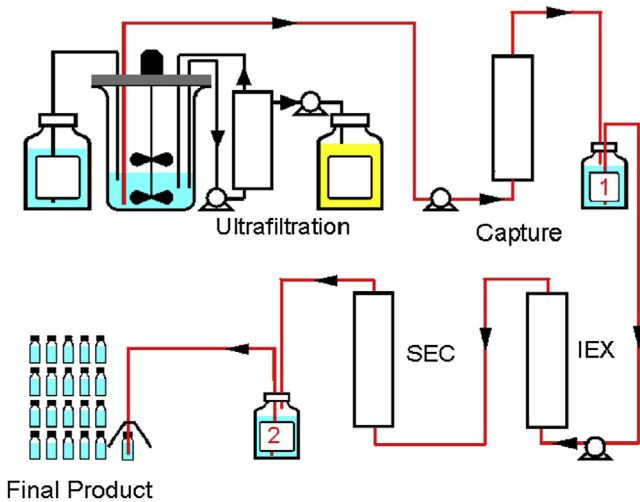 Ultrafiltration
Capture
1
SEC
IEX
2
Final Product